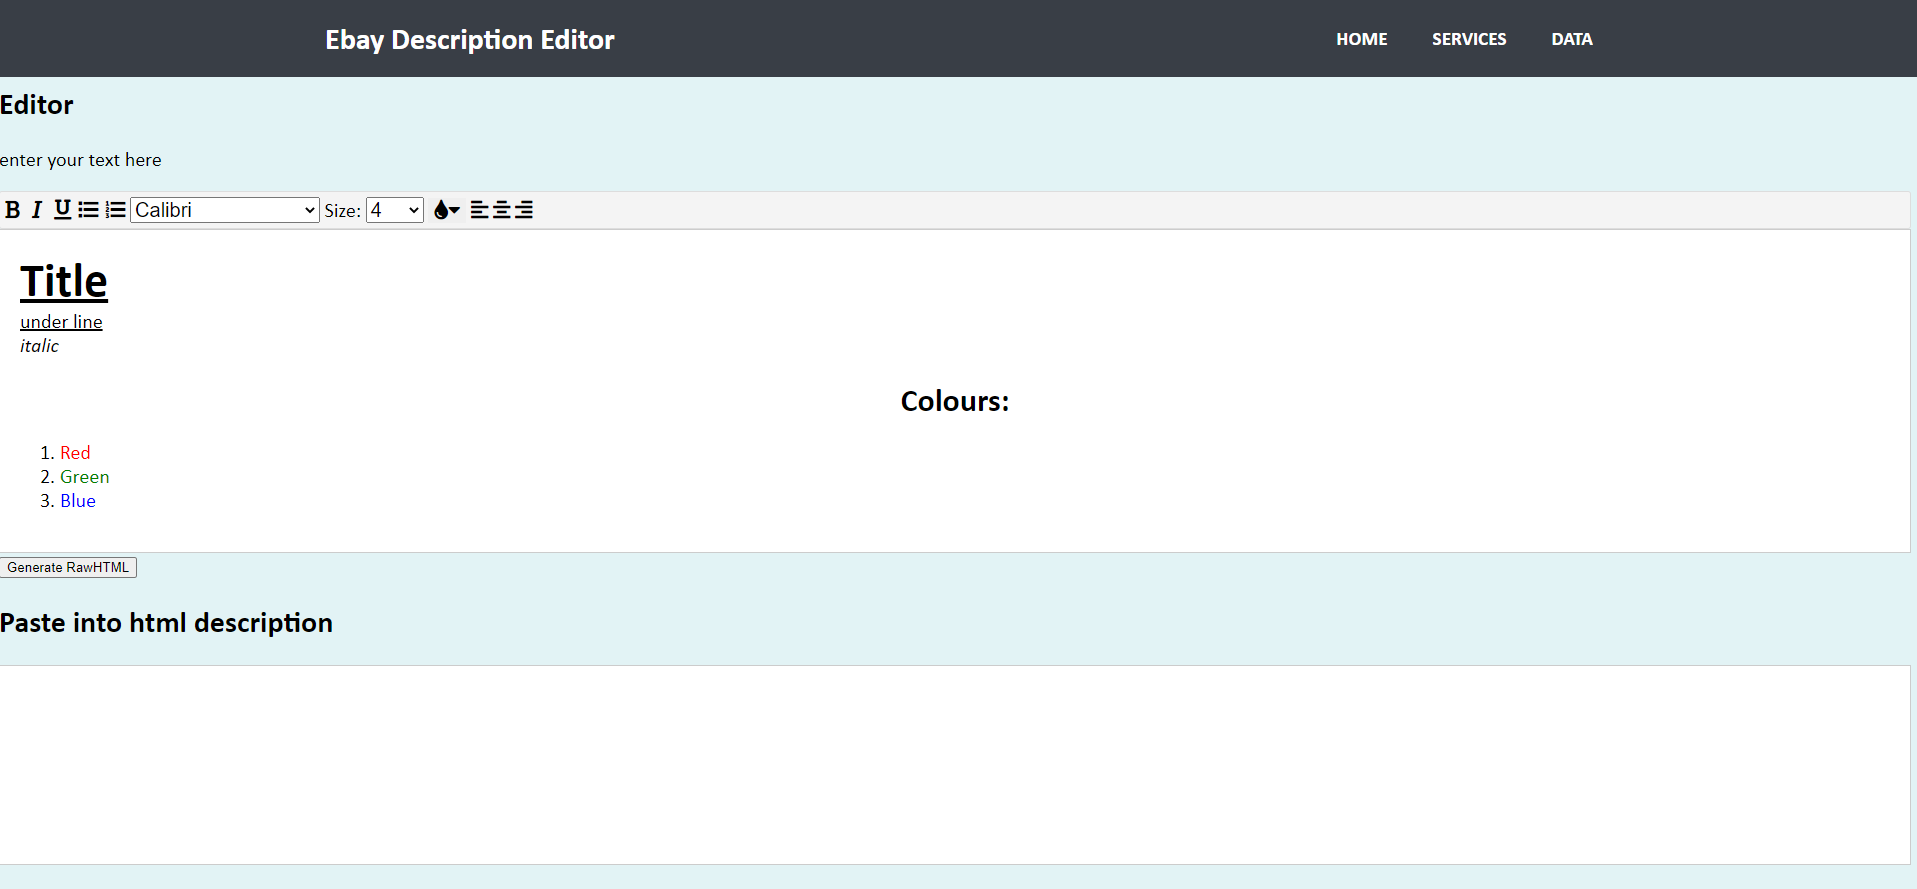 Ebay Description Editor HOME SERVICES DATA
Editor
enter your text here
B I U Calibri Size: 4
Title
under line
italic
Colours:
1. Red
2. Green
3. Blue
Generate RawHTML
Paste into html description